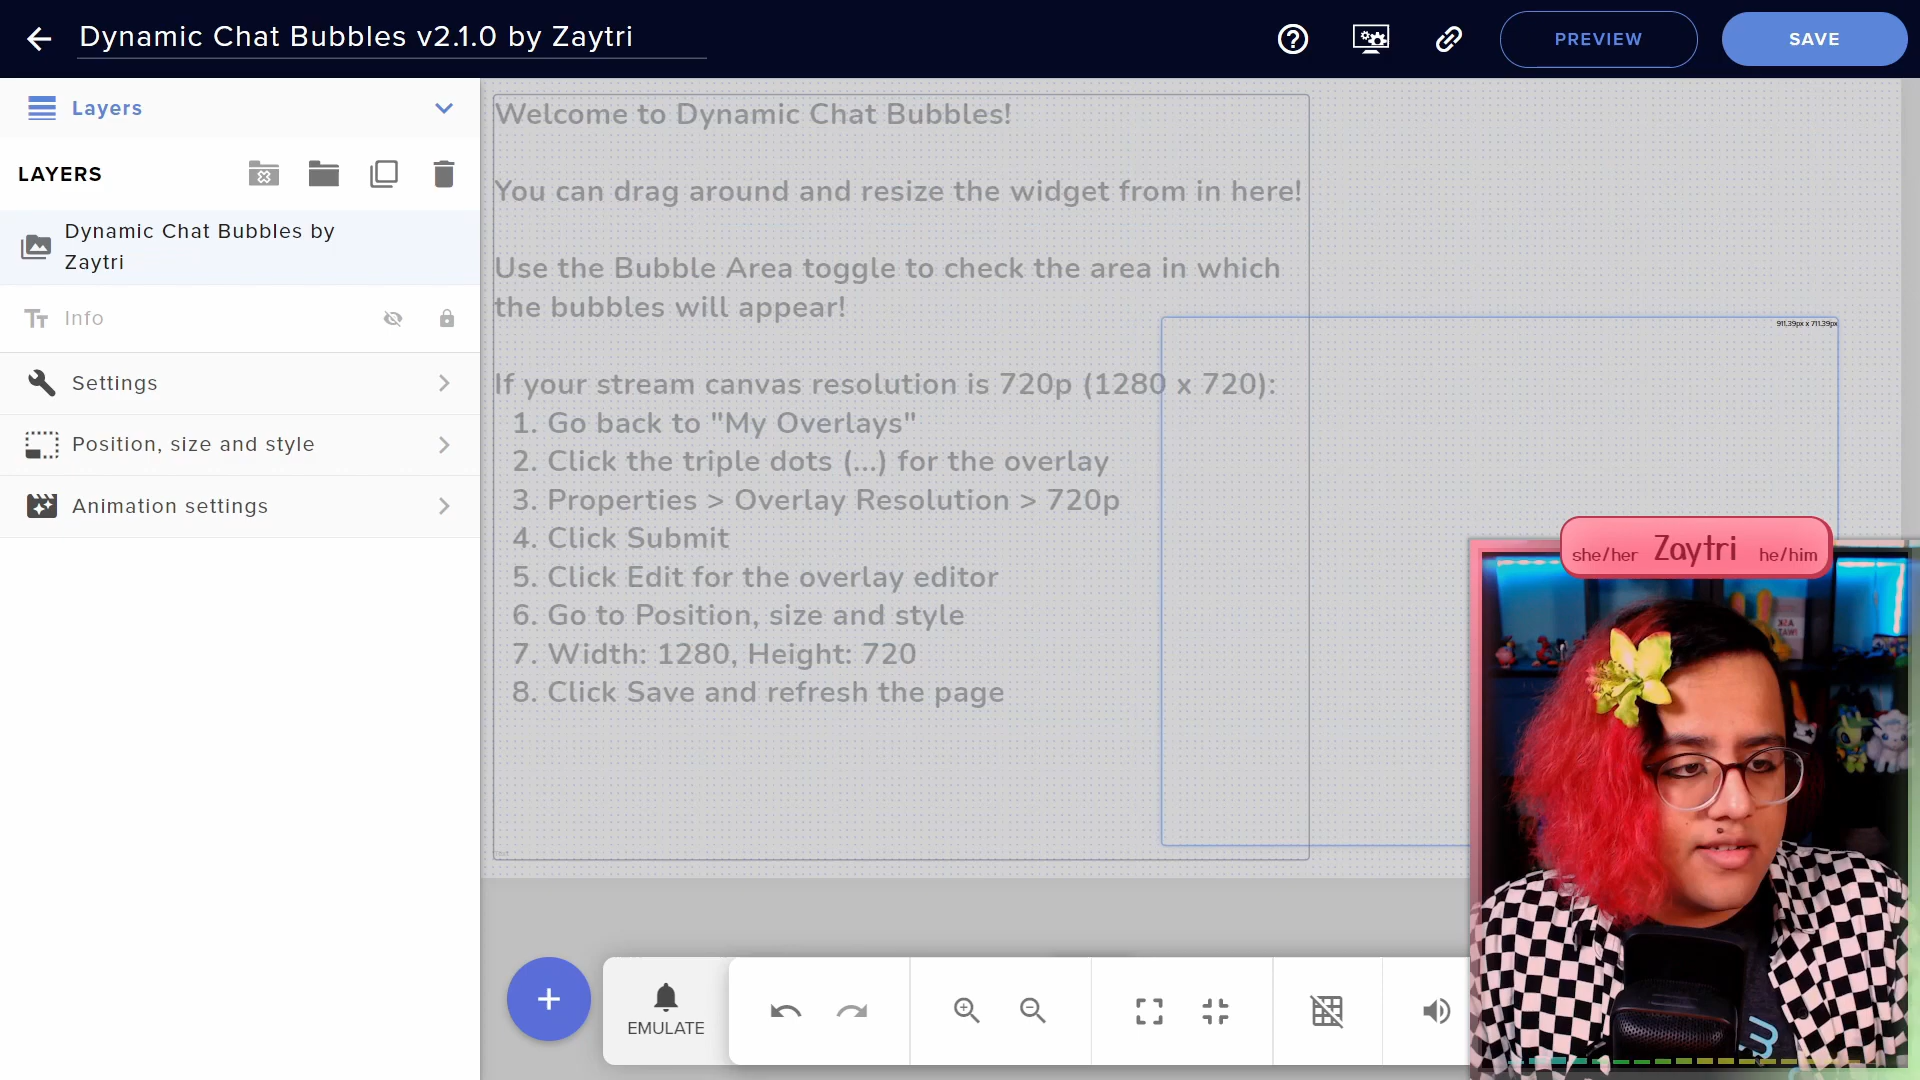 Dynamic Chat Bubbles v2.1.0 by Zaytri
PREVIEW
SAVE
Layers
LAYERS
Dynamic Chat Bubbles by
Zaytri
Info
Settings
Position, size and style
Animation settings
Welcome to Dynamic Chat Bubbles!
You can drag around and resize the widget from in here!
Use the Bubble Area toggle to check the area in which
the bubbles will appear!
If your stream canvas resolution is 720p (1280 x 720):
1. Go back to "My Overlays"
2. Click the triple dots (...) for the overlay
3. Properties > Overlay Resolution > 720p
4. Click Submit
5. Click Edit for the overlay editor
6. Go to Position, size and style
7. Width: 1280, Height: 720
8. Click Save and refresh the page
911.39px x 711.39px
she/her Zaytri he/him
EMULATE